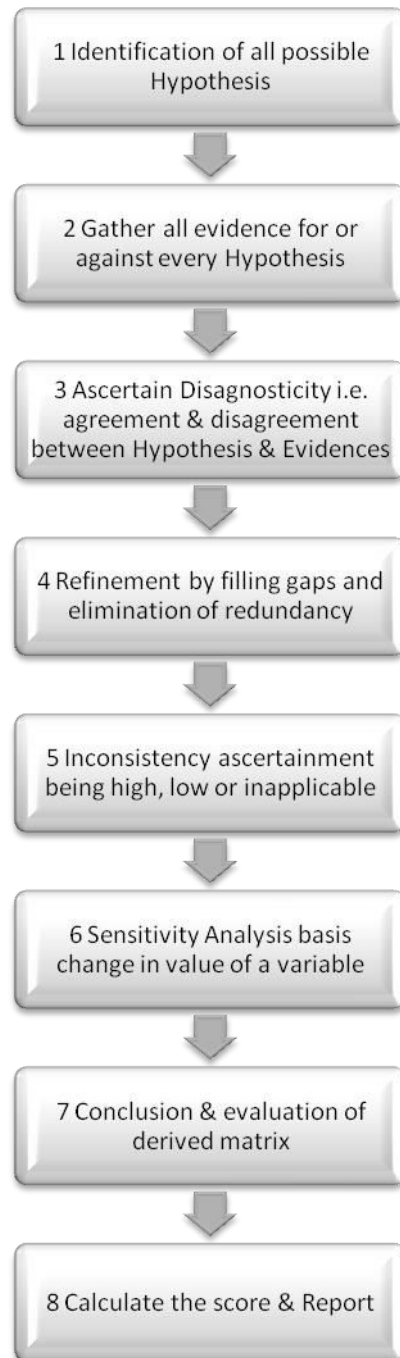 1 Identification of all possible
Hypothesis
2 Gather all evidence for or
against every Hypothesis
3 Ascertain Disagnosticity i.e.
agreement & disagreement
between Hypothesis & Evidences
4 Refinement by filling gaps and
elimination of redundancy
5 Inconsistency ascertainment
being high, low or inapplicable
6 Sensitivity Analysis basis
change in value of a variable
7 Conclusion & evaluation of
derived matrix
8 Calculate the score & Report